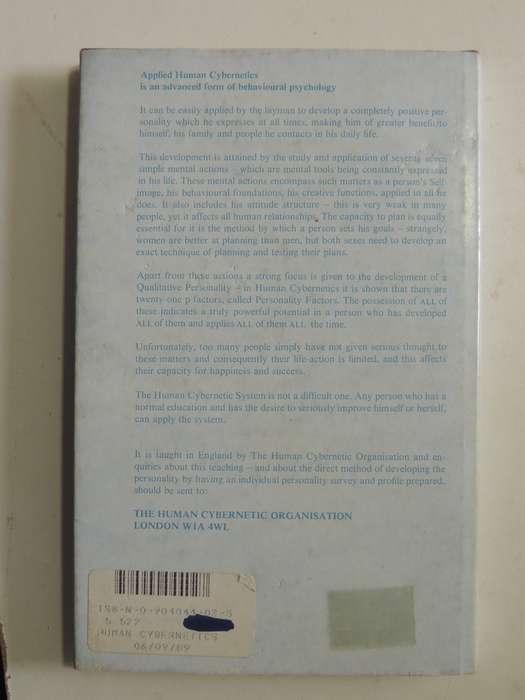 Applied Human Cybernetics
is an advanced form of behavioural psychology
It can be easily applied by the layman to develop a completely positive per-
sonality which he expresses at all times, making him of greater benefit to
himself, his family and people he contacts in his daily life.
This development is attained by the study and application of seventy seven
simple mental actions – which are mental tools being constantly expressed
in his life. These mental actions encompass such matters as a person's Self
image, his behavioural foundations, his creative functions, applied in all he
does. It also includes his attitude structure – this is very weak in many
people, yet it affects all human relationships. The capacity to plan is equally
essential for it is the method by which a person sets his goals – strangely,
women are better at planning than men, but both sexes need to develop an
exact technique of planning and testing their plans.
Apart from these actions a strong focus is given to the development of a
Qualitative Personality – in Human Cybernetics it is shown that there are
twenty one p factors, called Personality Factors. The possession of ALL of
these indicates a truly powerful potential in a person who has developed
ALL of them and applies ALL of them ALL the time.
Unfortunately, too many people simply have not given serious thought to
these matters and consequently their life-action is limited, and this affects
their capacity for happiness and success.
The Human Cybernetic System is not a difficult one. Any person who has a
normal education and has the desire to seriously improve himself or herself,
can apply the system.
It is taught in England by The Human Cybernetic Organisation and en-
quiries about this teaching – and about the direct method of developing the
personality by having an individual personality survey and profile prepared,
should be sent to:
THE HUMAN CYBERNETIC ORGANISATION
LONDON W1A 4WL
HUMAN CYBERNETICS
06/09/89